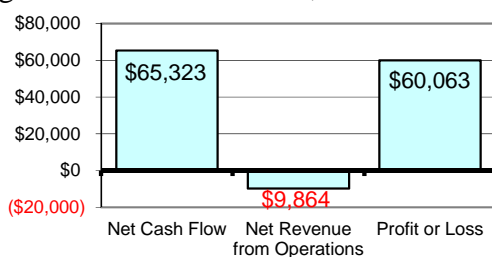 $80,000
$60,000
$40,000
$20,000
$0
($20,000)
$65,323
$9,864
$60,063
Net Cash Flow
Net Revenue
from Operations
Profit or Loss